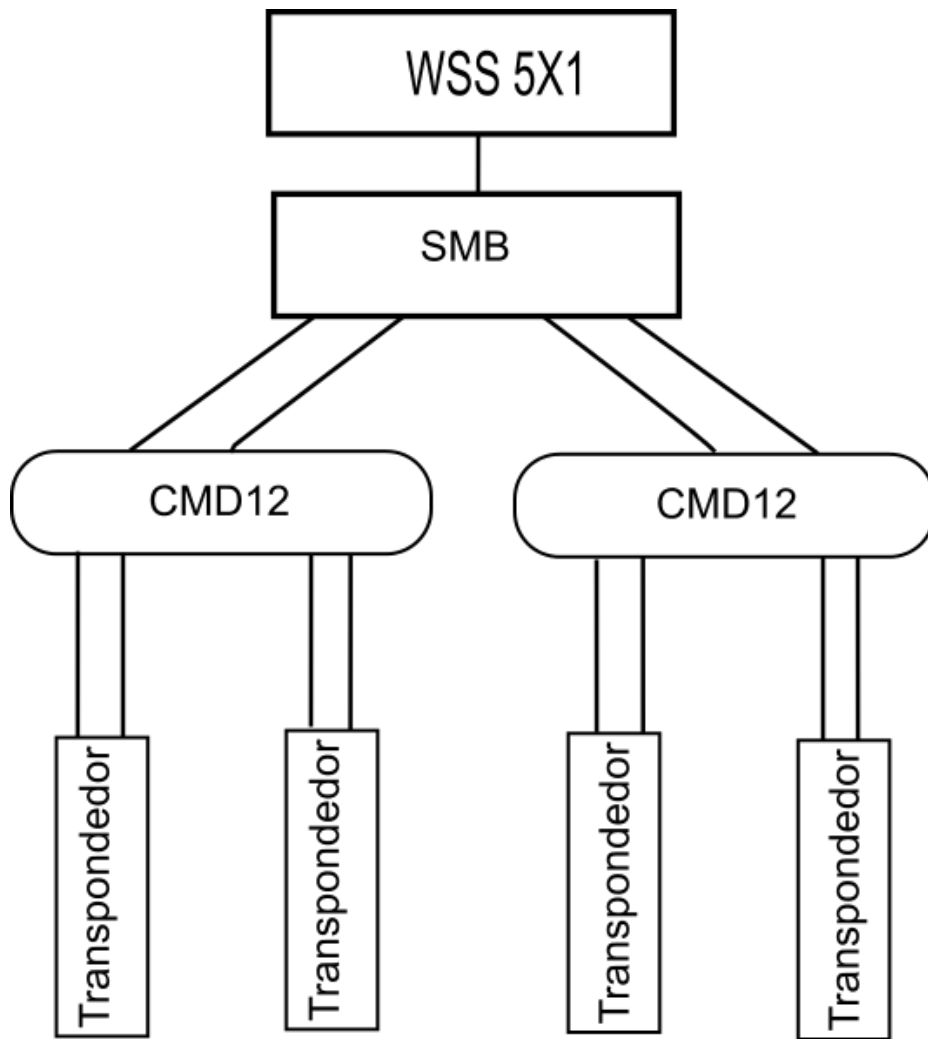 WSS 5X1
SMB
CMD12
CMD12
Transpondedor
Transpondedor
Transpondedor
Transpondedor